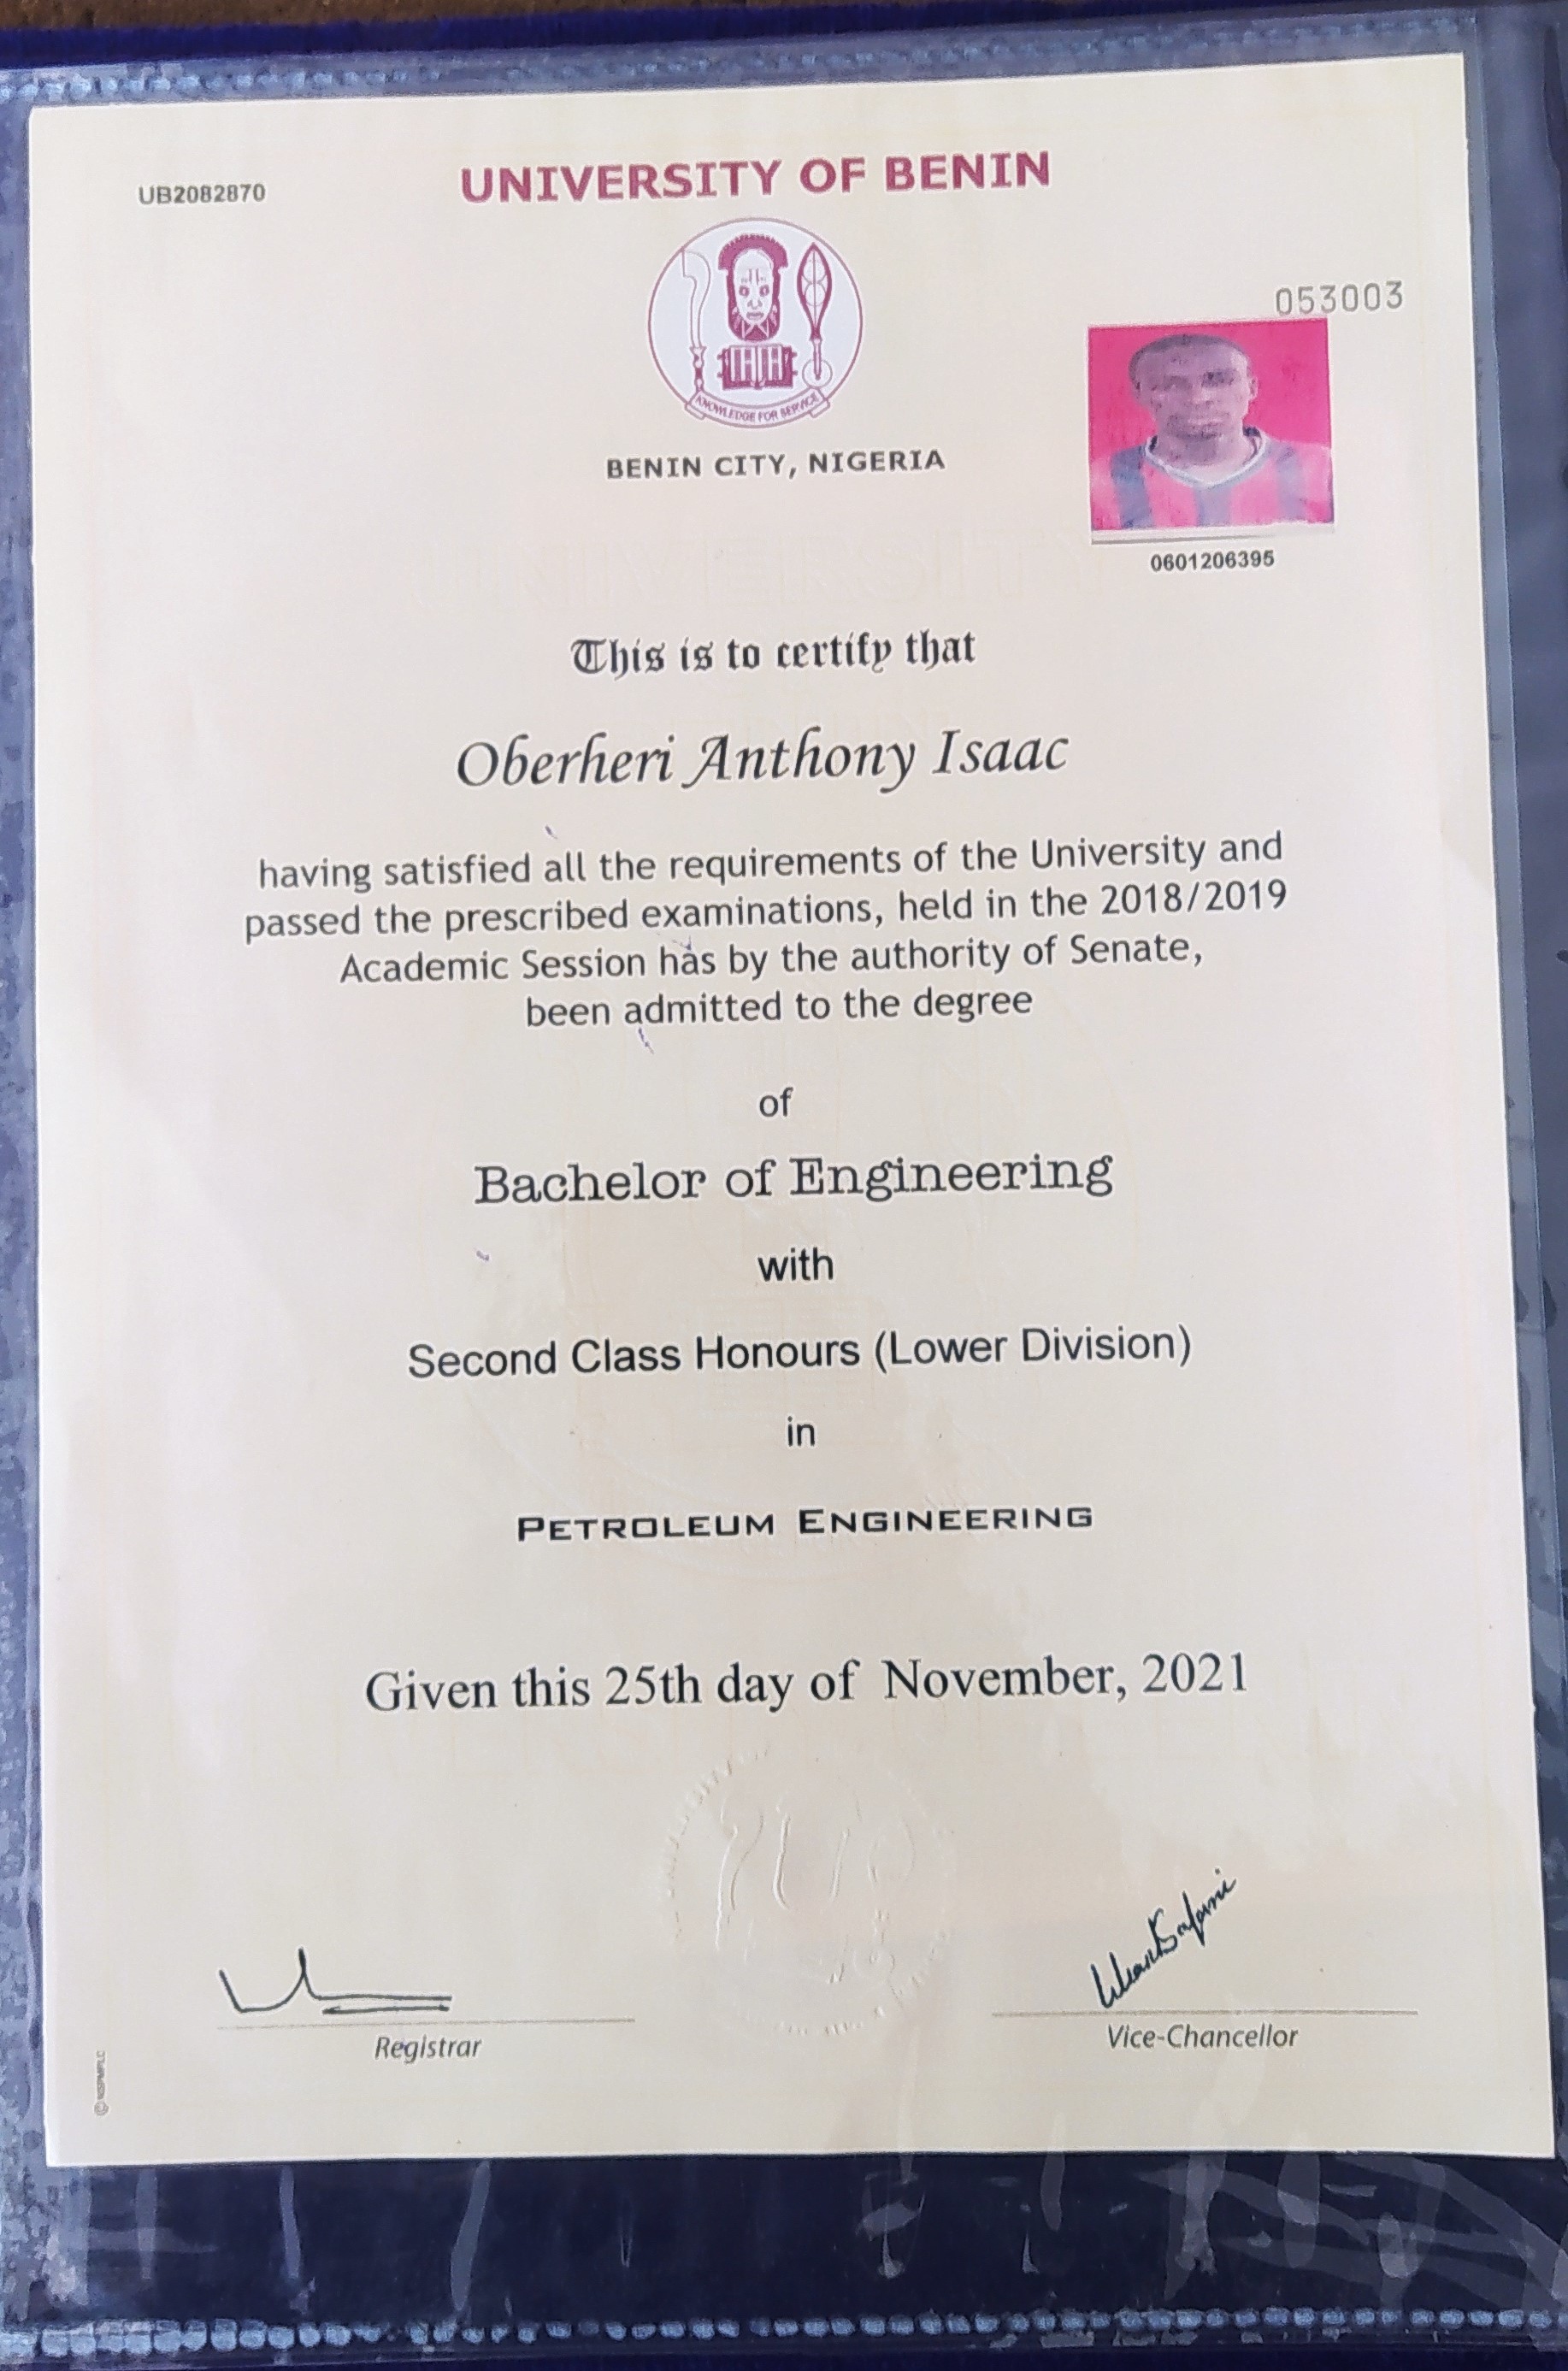 UB2082870
UNIVERSITY OF BENIN
KNOWLEDGE FOR SERVICE
BENIN CITY, NIGERIA
053003
0601206395
This is to certify that
Oberheri Anthony Isaac
having satisfied all the requirements of the University and
passed the prescribed examinations, held in the 2018/2019
Academic Session has by the authority of Senate,
been admitted to the degree
of
Bachelor of Engineering
with
Second Class Honours (Lower Division)
in
PETROLEUM ENGINEERING
Given this 25th day of November, 2021
Registrar
Vice-Chancellor